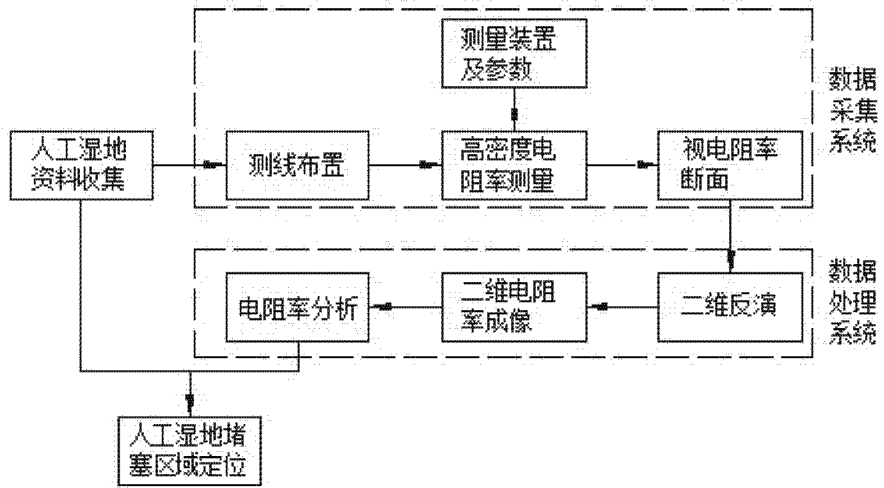 测量装置
及参数
数据
采集
系统
人工湿地
资料收集
测线布置
高密度电
阻率测量
视电阻率
断面
数据
处理
系统
电阻率分析
二维电阻
率成像
二维反演
人工湿地堵
塞区域定位